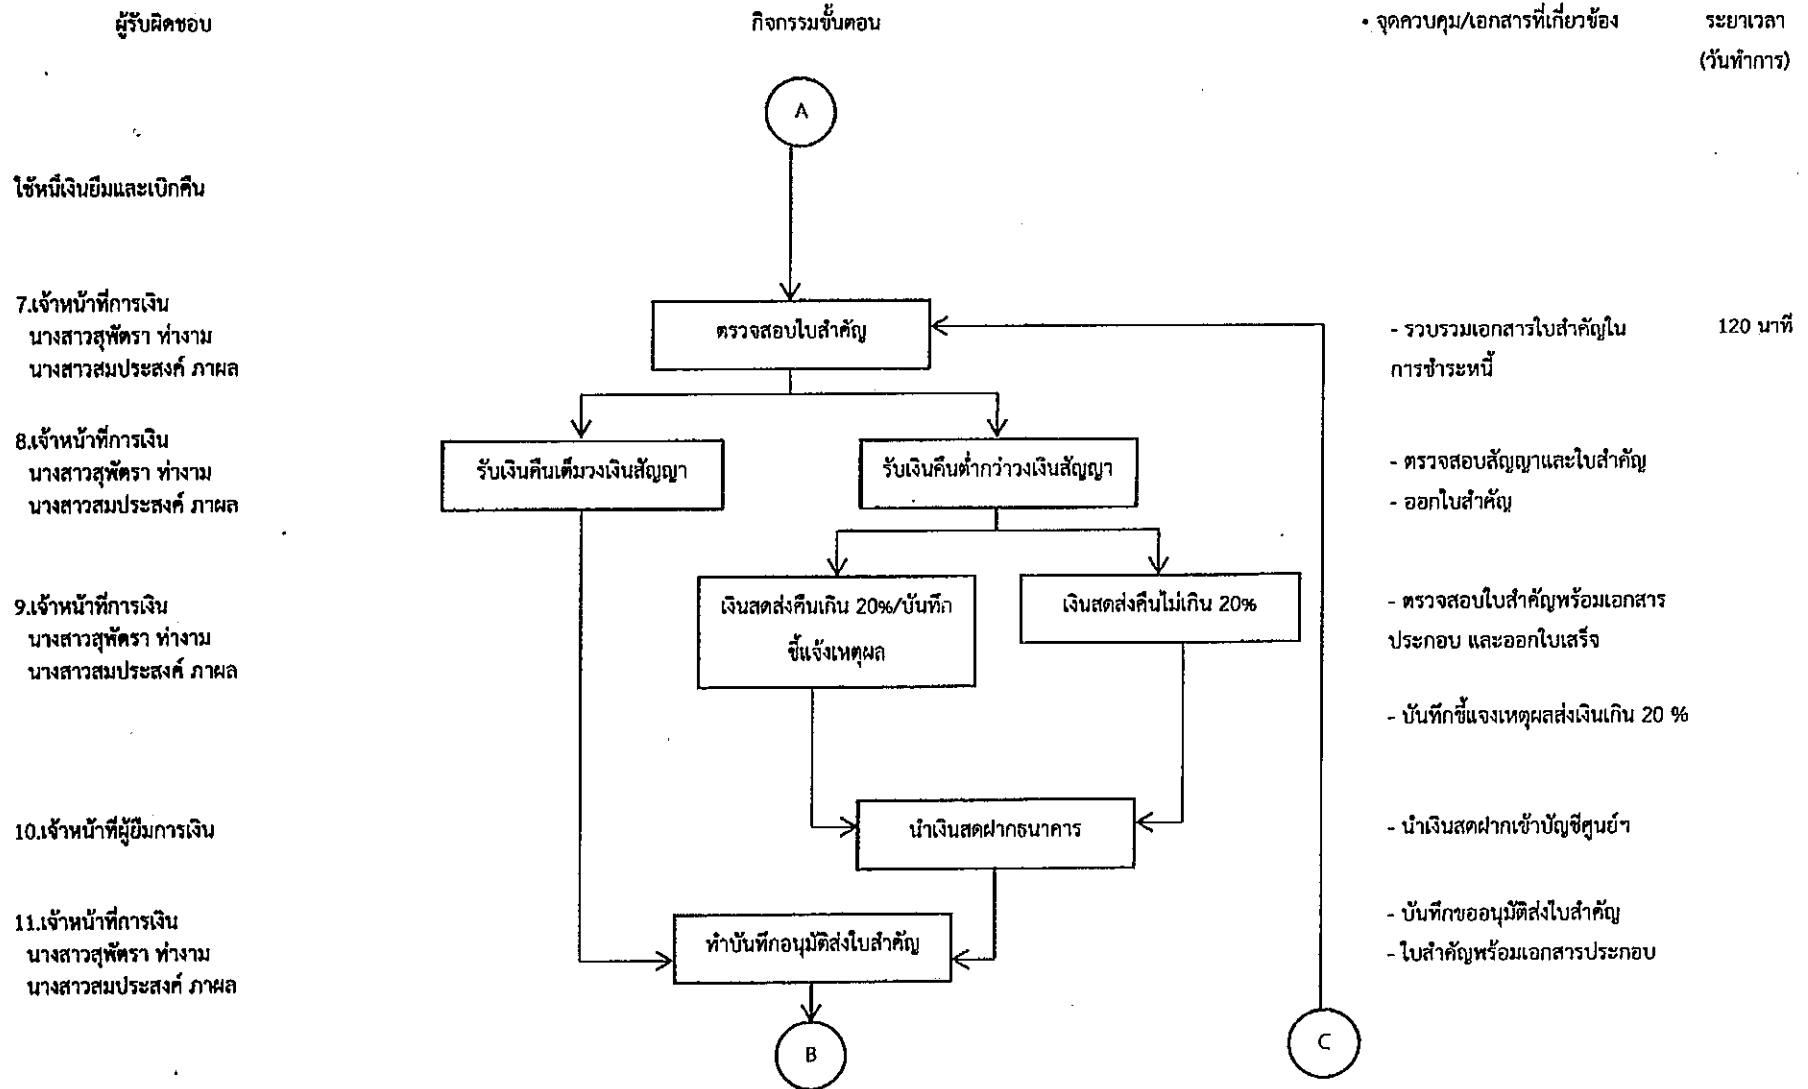 ผู้รับผิดชอบ
กิจกรรมขั้นตอน
• จุดควบคุม/เอกสารที่เกี่ยวข้อง
ระยาเวลา
(วันทำการ)
A
ใช้หนี้เงินยืมและเบิกคืน
7.เจ้าหน้าที่การเงิน
นางสาวสุพัตรา ท่างาม
นางสาวสมประสงค์ ภาผล
ตรวจสอบใบสำคัญ
- รวบรวมเอกสารใบสำคัญใน
การชำระหนี้
120 นาที
8.เจ้าหน้าที่การเงิน
นางสาวสุพัตรา ท่างาม
นางสาวสมประสงค์ ภาผล
รับเงินคืนเต็มวงเงินสัญญา
รับเงินคืนต่ำกว่าวงเงินสัญญา
- ตรวจสอบสัญญาและใบสำคัญ
- ออกใบสำคัญ
9.เจ้าหน้าที่การเงิน
นางสาวสุพัตรา ท่างาม
นางสาวสมประสงค์ ภาผล
เงินสดส่งคืนเกิน 20%/บันทึก
ชี้แจ้งเหตุผล
เงินสดส่งคืนไม่เกิน 20%
- ตรวจสอบใบสำคัญพร้อมเอกสาร
ประกอบ และออกใบเสร็จ
- บันทึกชี้แจงเหตุผลส่งเงินเกิน 20 %
10.เจ้าหน้าที่ผู้ยืมการเงิน
นำเงินสดฝากธนาคาร
- นำเงินสดฝากเข้าบัญชีศูนย์ฯ
11.เจ้าหน้าที่การเงิน
นางสาวสุพัตรา ท่างาม
นางสาวสมประสงค์ ภาผล
ทำบันทึกอนุมัติส่งใบสำคัญ
- บันทึกขออนุมัติส่งใบสำคัญ
- ใบสำคัญพร้อมเอกสารประกอบ
B
C